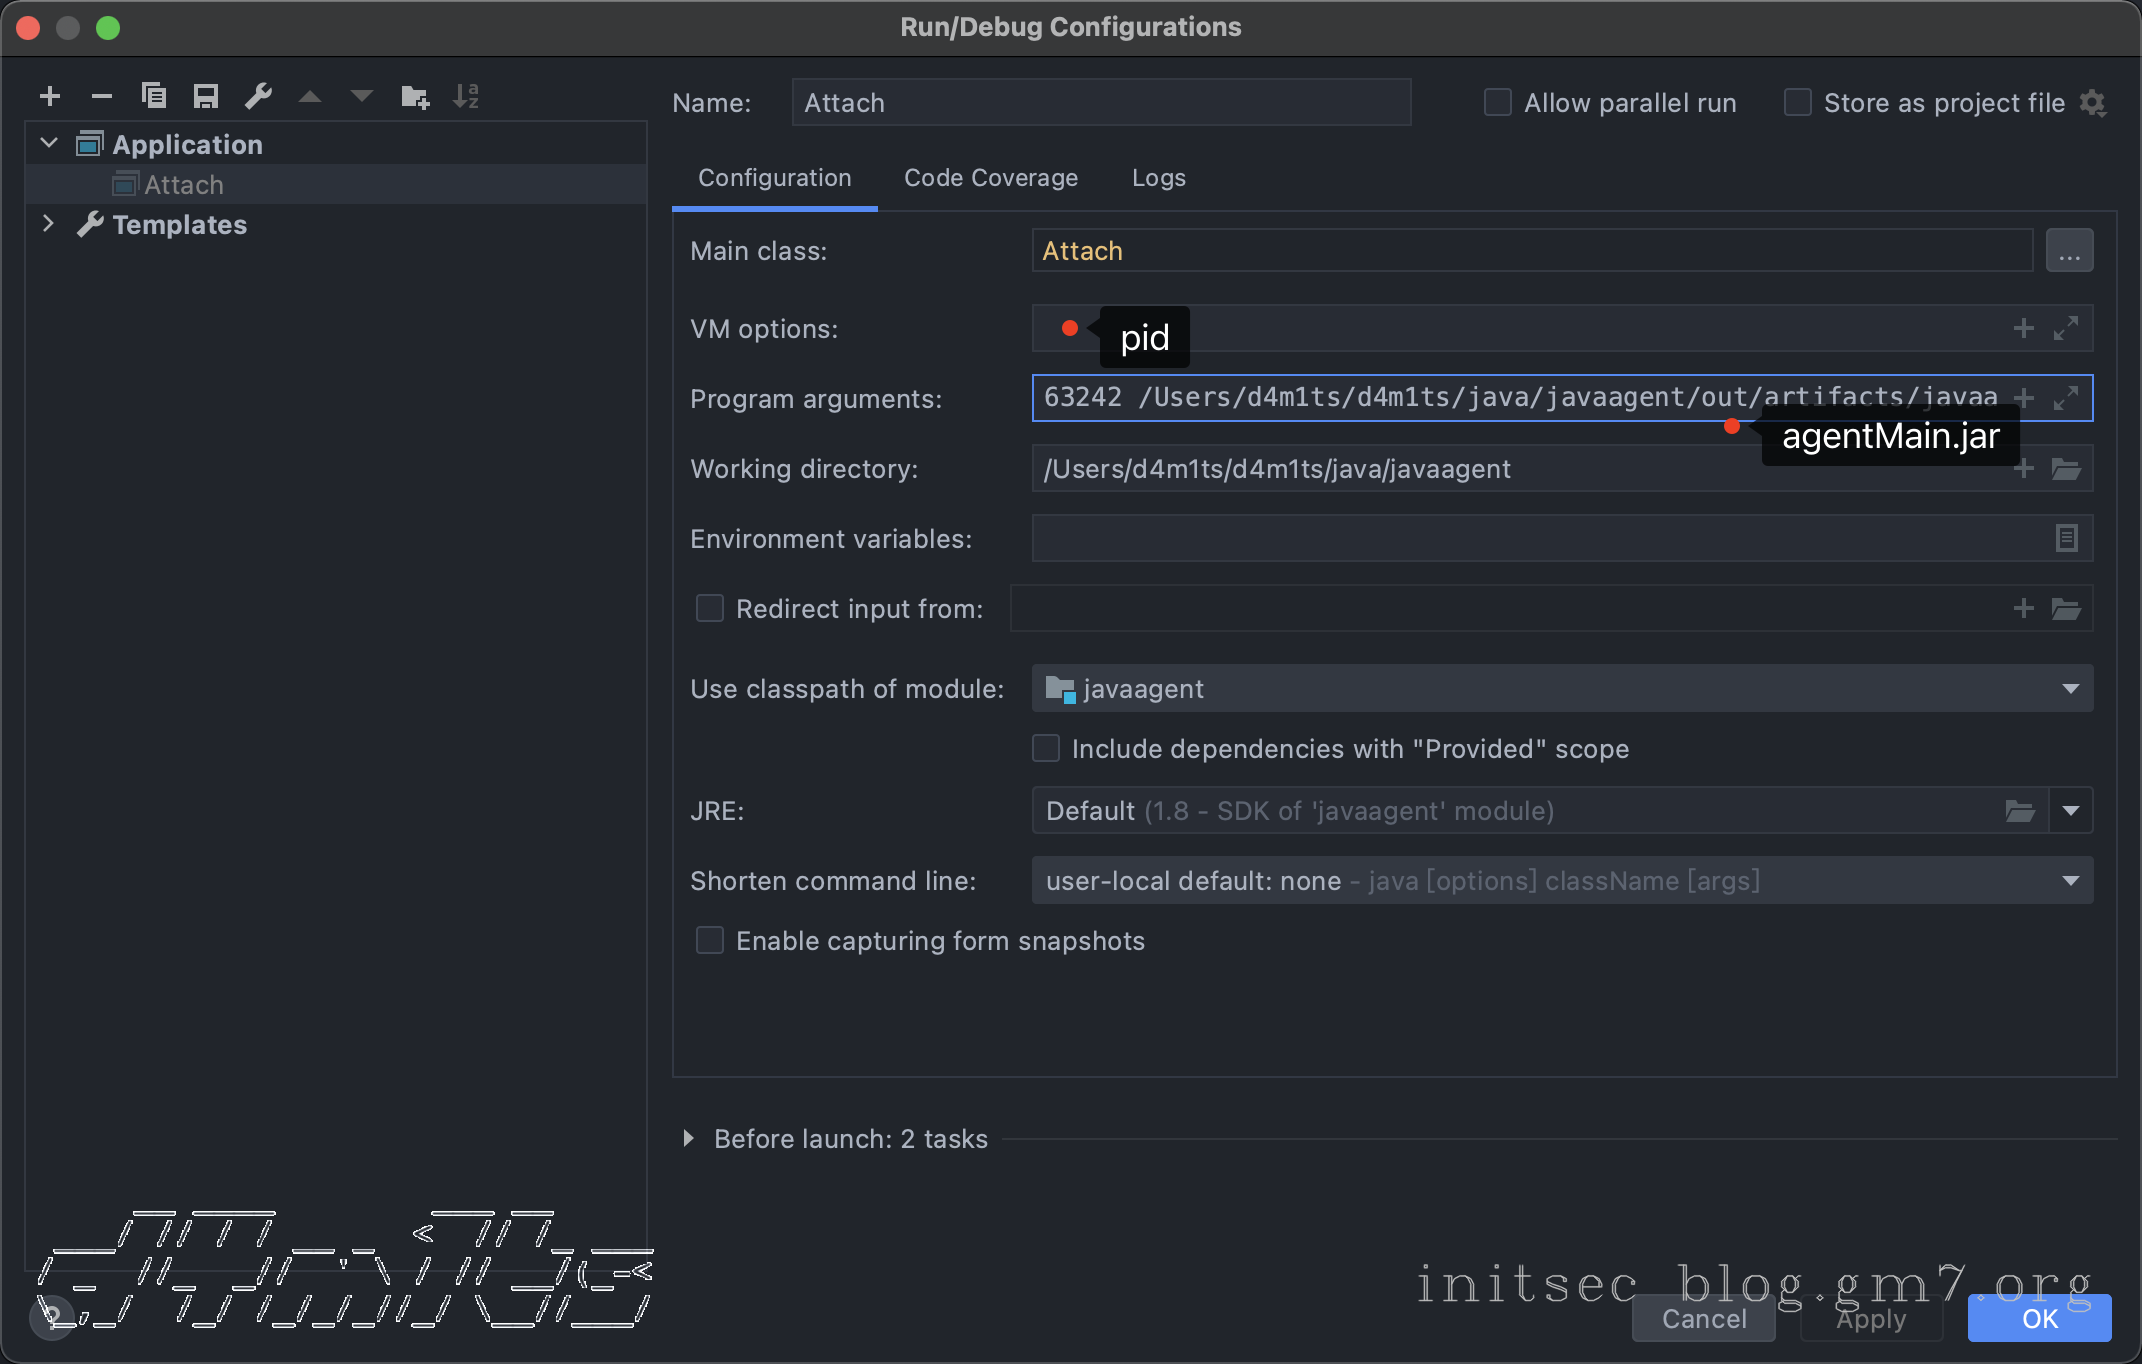 Run/Debug Configurations
Name:
Attach
Allow parallel run
Store as project file
Application
Attach
Templates
Configuration
Code Coverage
Logs
Main class:
Attach
...
VM options:
pid
Program arguments:
63242 /Users/d4m1ts/d4m1ts/java/javaagent/out/artifacts/javaa
agentMain.jar
Working directory:
/Users/d4m1ts/d4m1ts/java/javaagent
Environment variables:
Redirect input from:
Use classpath of module:
javaagent
Include dependencies with "Provided" scope
JRE:
Default (1.8 - SDK of 'javaagent' module)
Shorten command line:
user-local default: none - java [options] className [args]
Enable capturing form snapshots
Before launch: 2 tasks
d4m1ts
initsec blog.gm7.org
?
Cancel
Apply
OK